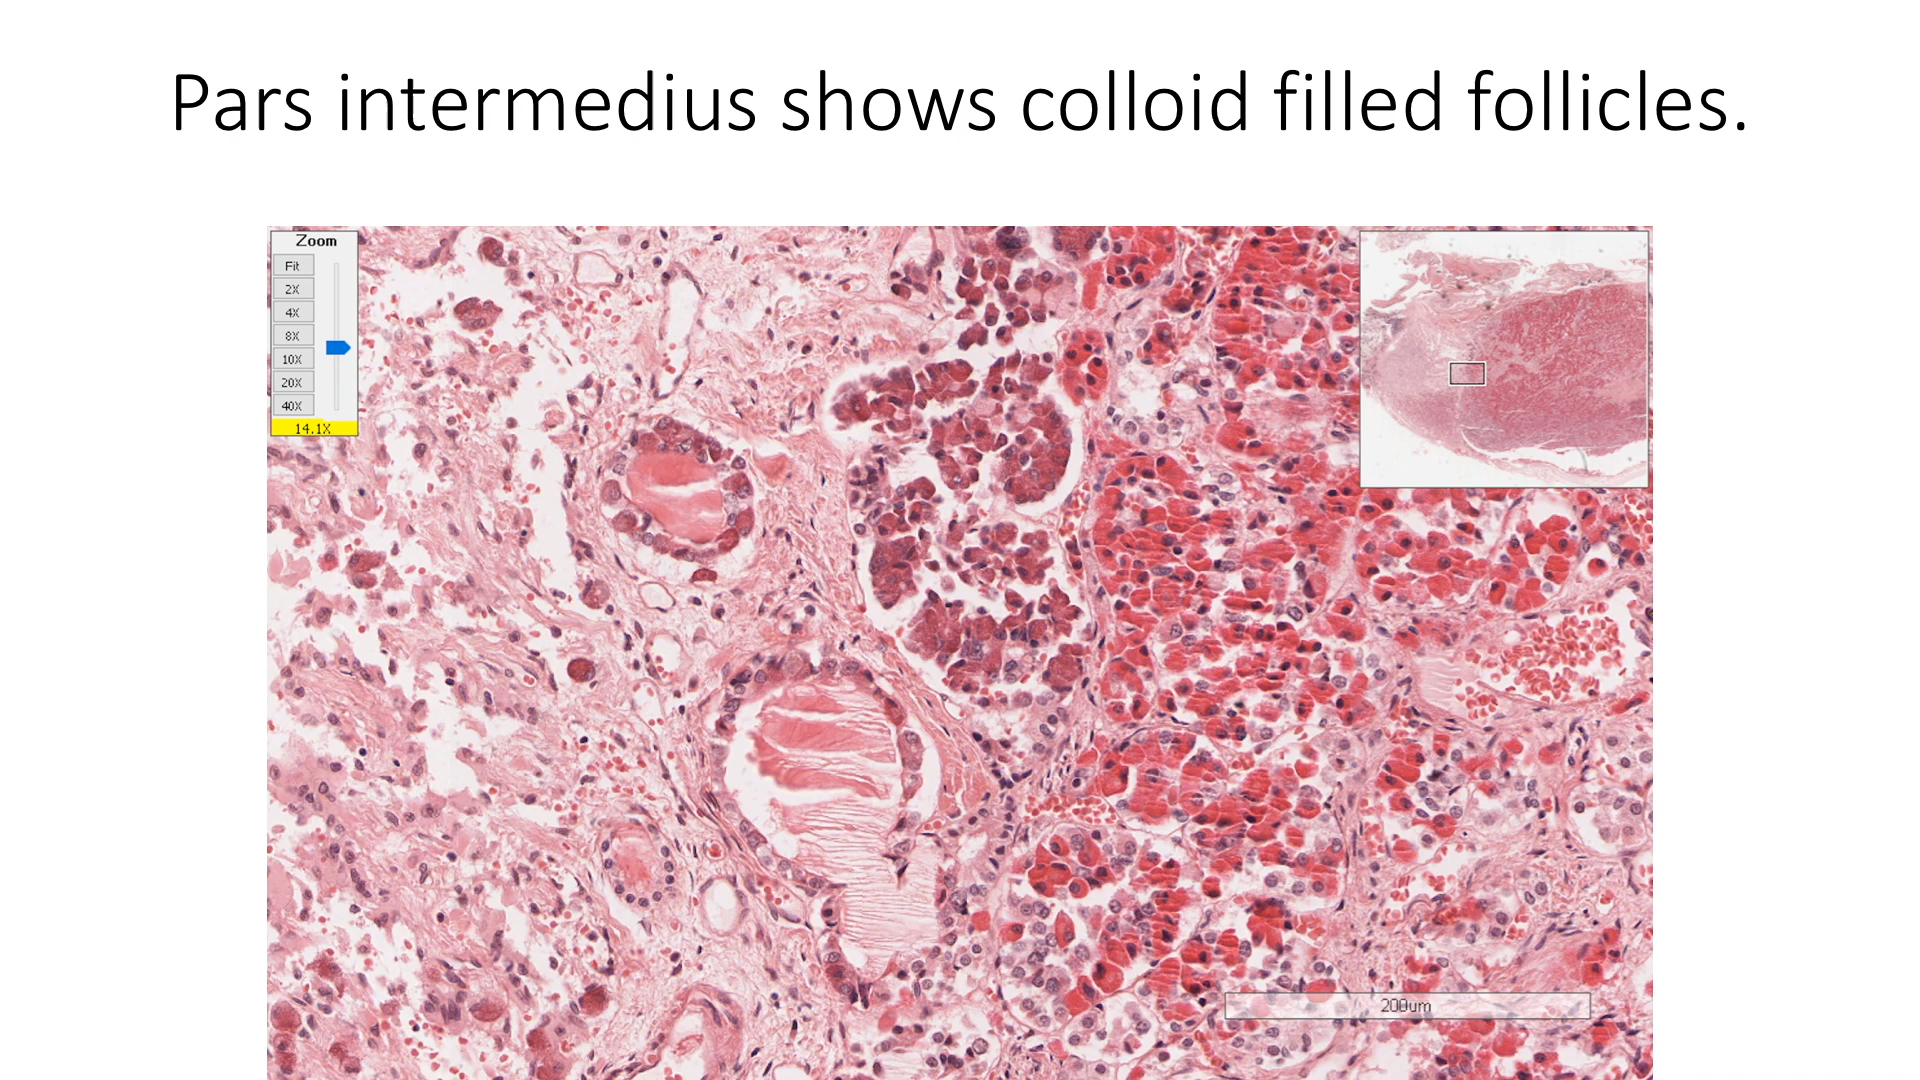 Pars intermedius shows colloid filled follicles.
Zoom
Fit
2X
4X
8X
10X
20X
40X
14.1X
200um